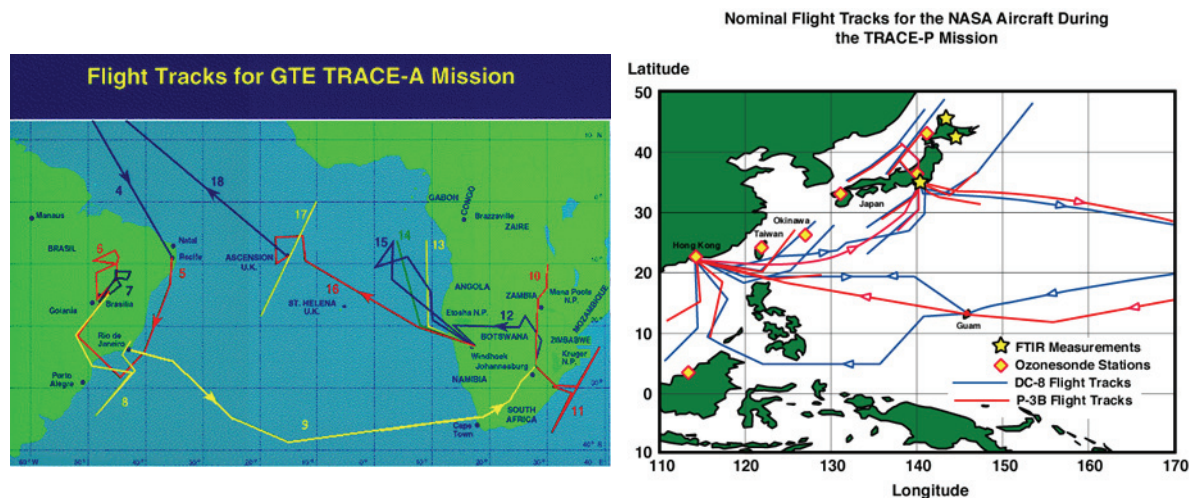 Flight Tracks for GTE TRACE-A Mission
4
18
17
GABON
CONGO
Brazzaville
ZAIRE
Manaus
BRASIL
6
Natal
Recife
7
5
Brasilia
Goiania
Rio de
Janeiro
Porto
Alegre
8
9
ASCENSION
U.K.
ST. HELENA
U.K.
16
15
14
13
ANGOLA
10
ZAMBIA
Mana Pools
N.P.
MOZAMBIQUE
12
Etosha N.P.
BOTSWANA
ZIMBABWE
Kruger N.P.
Windhoek
Johannesburg
NAMIBIA
11
SOUTH
AFRICA
Cape
Town
Nominal Flight Tracks for the NASA Aircraft During
the TRACE-P Mission
Latitude
50
40
30
20
10
0
10
Japan
Okinawa
Taiwan
Hong Kong
Guam
FTIR Measurements
Ozonesonde Stations
DC-8 Flight Tracks
P-3B Flight Tracks
110 120 130 140 150 160 170
Longitude